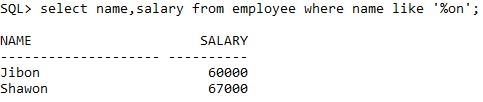 SQL> select name,salary from employee where name like '%on';
NAME                    SALARY
-------------------- ----------
Jibon                    60000
Shawon                   67000